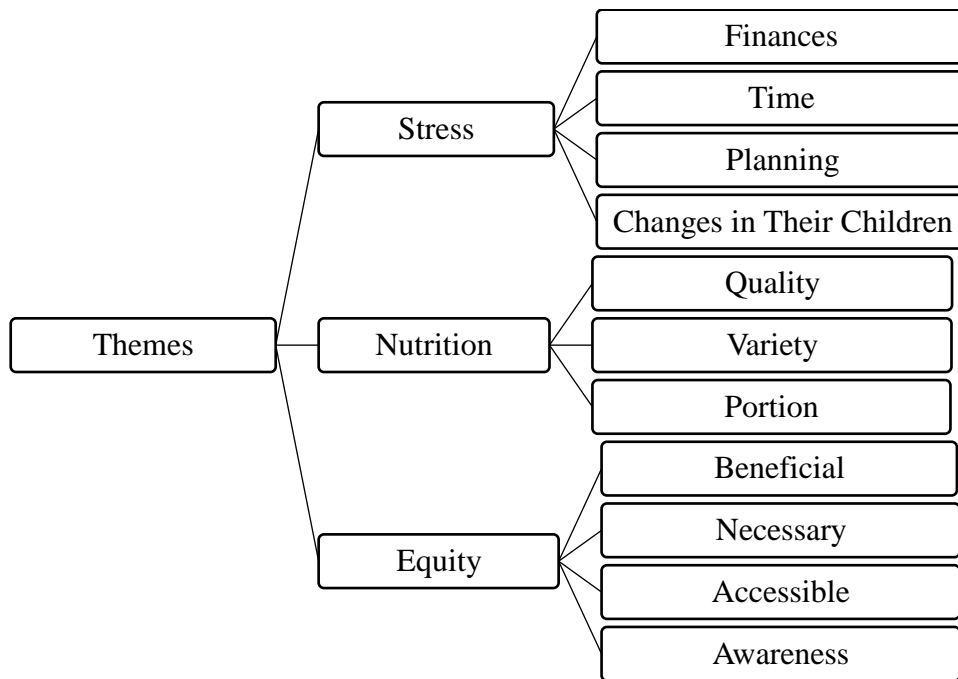 Themes
Stress
Finances
Time
Planning
Changes in Their Children
Nutrition
Quality
Variety
Portion
Equity
Beneficial
Necessary
Accessible
Awareness